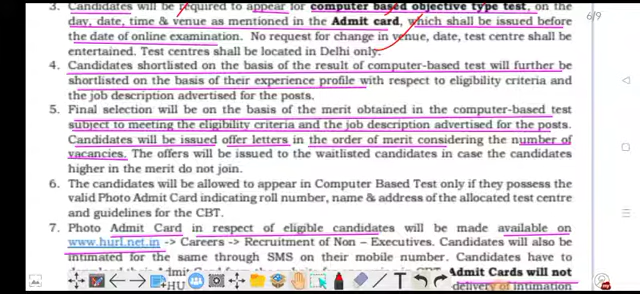 3. Candidates will be required to appear for computer based objective type test, on the
day, date, time & venue as mentioned in the Admit card, which shall be issued before
the date of online examination. No request for change in venue, date, test centre shall be
entertained. Test centres shall be located in Delhi only.
4. Candidates shortlisted on the basis of the result of computer-based test will further be
shortlisted on the basis of their experience profile with respect to eligibility criteria and
the job description advertised for the posts.
5. Final selection will be on the basis of the merit obtained in the computer-based test
subject to meeting the eligibility criteria and the job description advertised for the posts.
Candidates will be issued offer letters in the order of merit considering the number of
vacancies. The offers will be issued to the waitlisted candidates in case the candidates
higher in the merit do not join.
6. The candidates will be allowed to appear in Computer Based Test only if they possess the
valid Photo Admit Card indicating roll number, name & address of the allocated test centre
and guidelines for the CBT.
7. Photo Admit Card in respect of eligible candidates will be made available on
www.hurl.net.in -> Careers -> Recruitment of Non - Executives. Candidates will also be
intimated for the same through SMS on their mobile number. Candidates have to
Admit Cards will not
HU
delivery of intimation
6/9
T